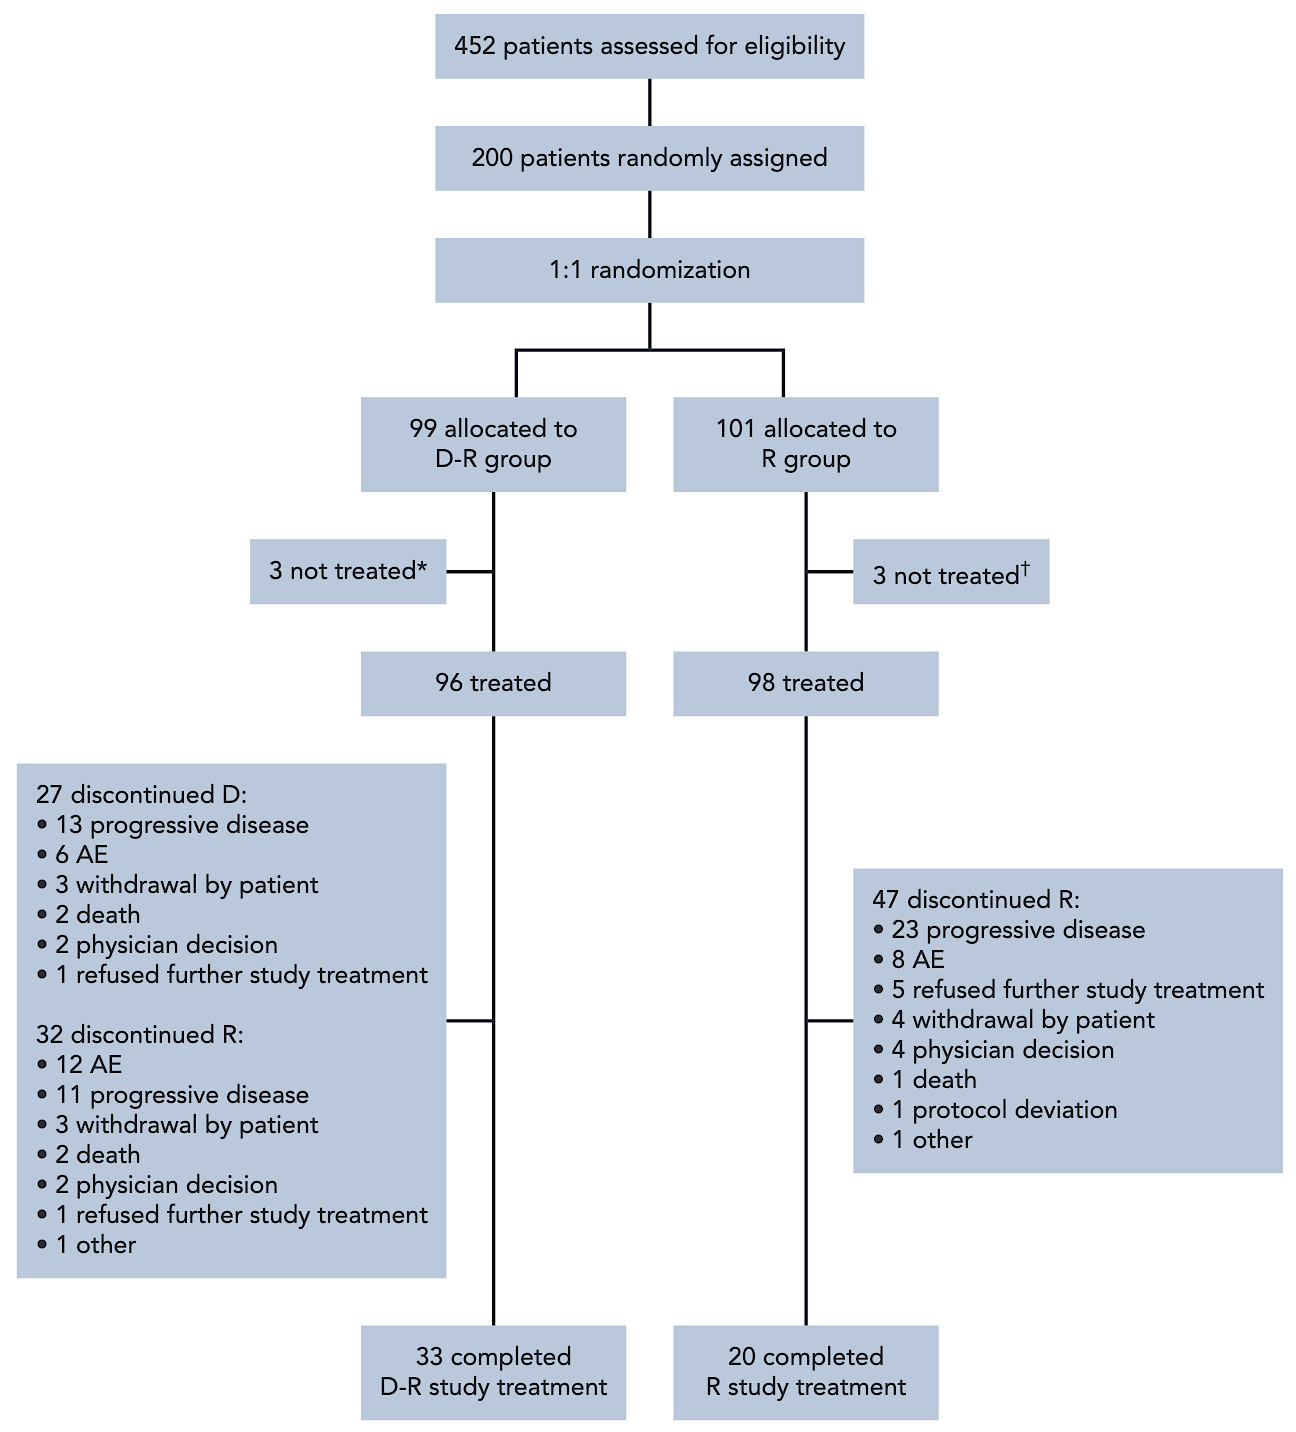 452 patients assessed for eligibility
200 patients randomly assigned
1:1 randomization
99 allocated to
D-R group
101 allocated to
R group
3 not treated*
3 not treated†
96 treated
98 treated
27 discontinued D:
• 13 progressive disease
• 6 AE
• 3 withdrawal by patient
• 2 death
• 2 physician decision
• 1 refused further study treatment
32 discontinued R:
• 12 AE
• 11 progressive disease
• 3 withdrawal by patient
• 2 death
• 2 physician decision
• 1 refused further study treatment
• 1 other
47 discontinued R:
• 23 progressive disease
• 8 AE
• 5 refused further study treatment
• 4 withdrawal by patient
• 4 physician decision
• 1 death
• 1 protocol deviation
• 1 other
33 completed
D-R study treatment
20 completed
R study treatment